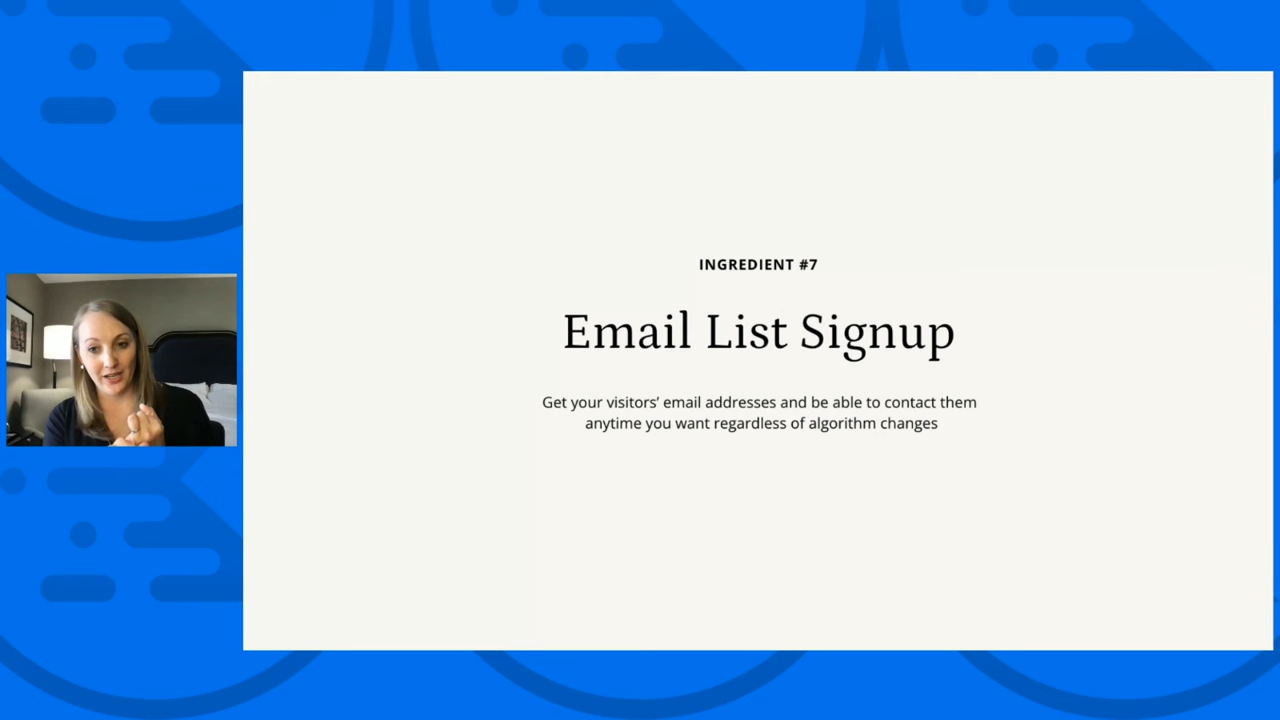 INGREDIENT #7
Email List Signup
Get your visitors’ email addresses and be able to contact them
anytime you want regardless of algorithm changes